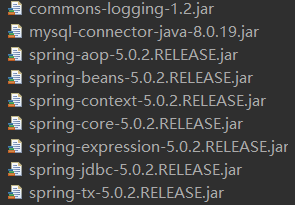 commons-logging-1.2.jar
mysql-connector-java-8.0.19.jar
spring-aop-5.0.2.RELEASE.jar
spring-beans-5.0.2.RELEASE.jar
spring-context-5.0.2.RELEASE.jar
spring-core-5.0.2.RELEASE.jar
spring-expression-5.0.2.RELEASE.jar
spring-jdbc-5.0.2.RELEASE.jar
spring-tx-5.0.2.RELEASE.jar